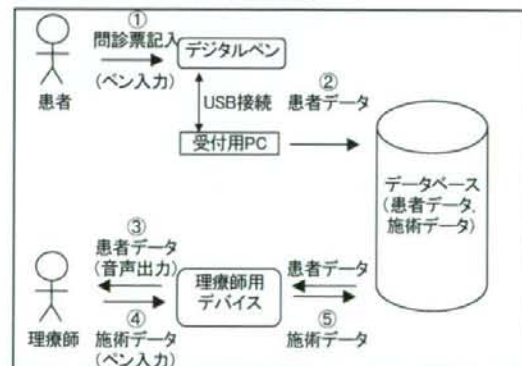 ①
問診票記入
(ペン入力)
患者
デジタルペン
USB接続
②
患者データ
受付用PC
データベース
(患者データ,
施術データ)
③
患者データ
(音声出力)
理療師用
デバイス
患者データ
④
施術データ
(ペン入力)
理療師
⑤
施術データ